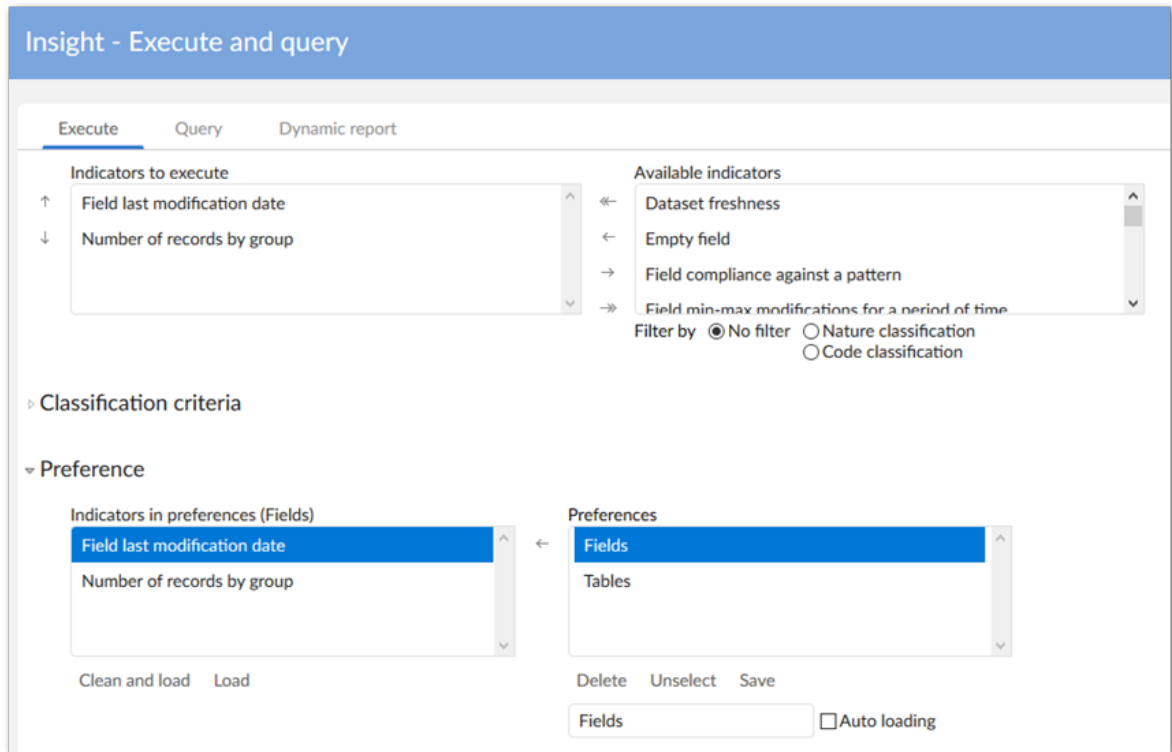 Insight - Execute and query
Execute Query Dynamic report
Indicators to execute Available indicators
Field last modification date Dataset freshness
Number of records by group Empty field
Field compliance against a pattern
Field min-max modifications for a period of time
Filter by No filter Nature classification
Code classification
Classification criteria
Preference
Indicators in preferences (Fields) Preferences
Field last modification date Fields
Number of records by group Tables
Clean and load Load Delete Unselect Save
Fields Auto loading